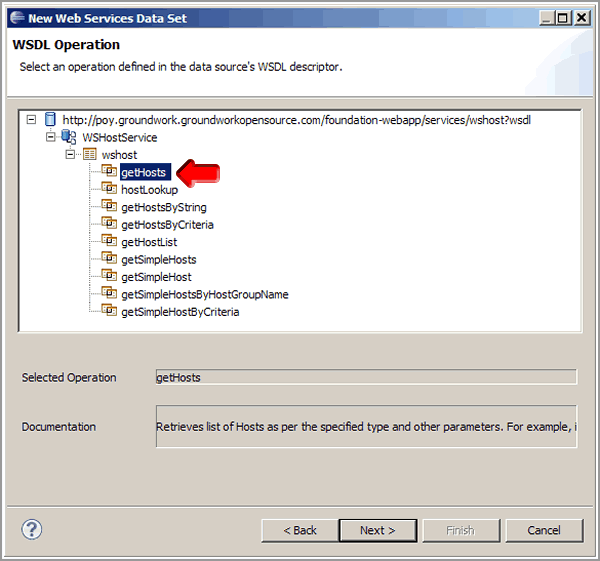 New Web Services Data Set
WSDL Operation
Select an operation defined in the data source's WSDL descriptor.
http://poy.groundwork.groundworkopensource.com/foundation-webapp/services/wshost?wsdl
WSHostService
wshost
getHosts
hostLookup
getHostsByString
getHostsByCriteria
getHostList
getSimpleHosts
getSimpleHost
getSimpleHostsByHostGroupName
getSimpleHostByCriteria
Selected Operation getHosts
Documentation Retrieves list of Hosts as per the specified type and other parameters. For example, i
? < Back Next > Finish Cancel